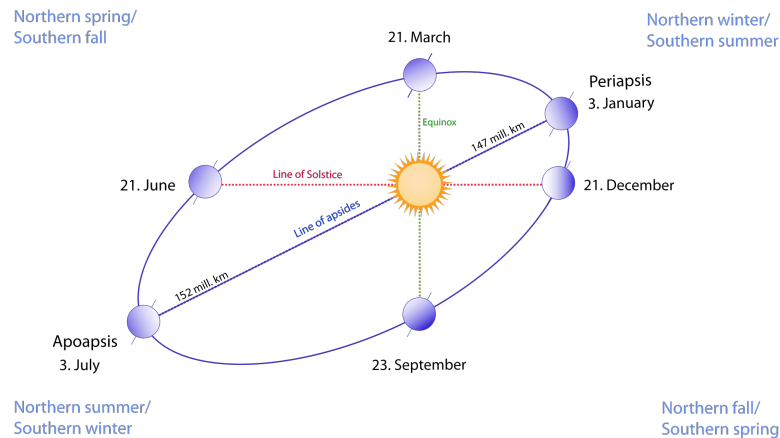 Northern spring/
Southern fall
21. March
Northern winter/
Southern summer
Periapsis
3. January
147 mill. km
Equinox
21. June
Line of Solstice
21. December
Line of apsides
152 mill. km
Apoapsis
3. July
23. September
Northern summer/
Southern winter
Northern fall/
Southern spring